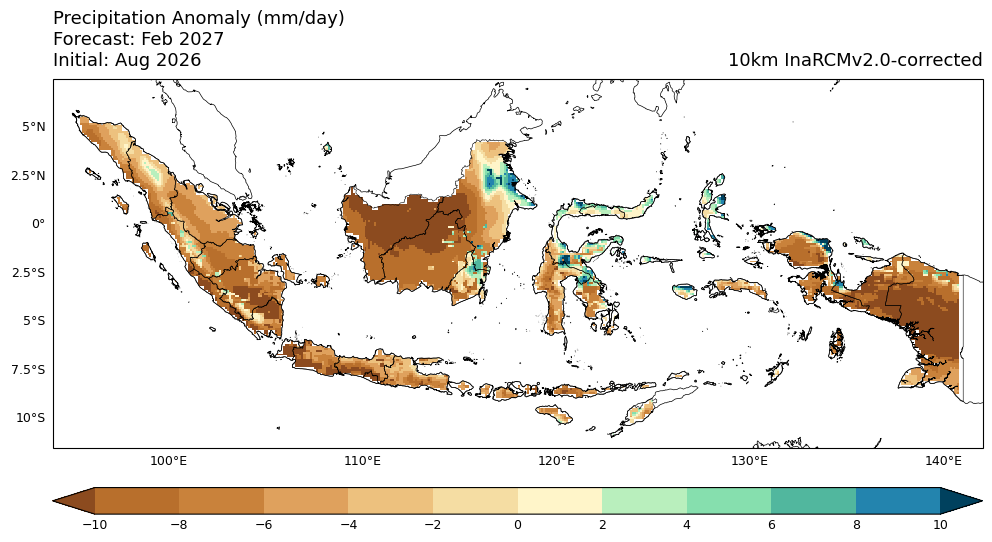 Precipitation Anomaly (mm/day)
Forecast: Feb 2027
Initial: Aug 2026
10km InaRCMv2.0-corrected
5°N
2.5°N
0°
2.5°S
5°S
7.5°S
10°S
100°E 110°E 120°E 130°E 140°E
−10 −8 −6 −4 −2 0 2 4 6 8 10